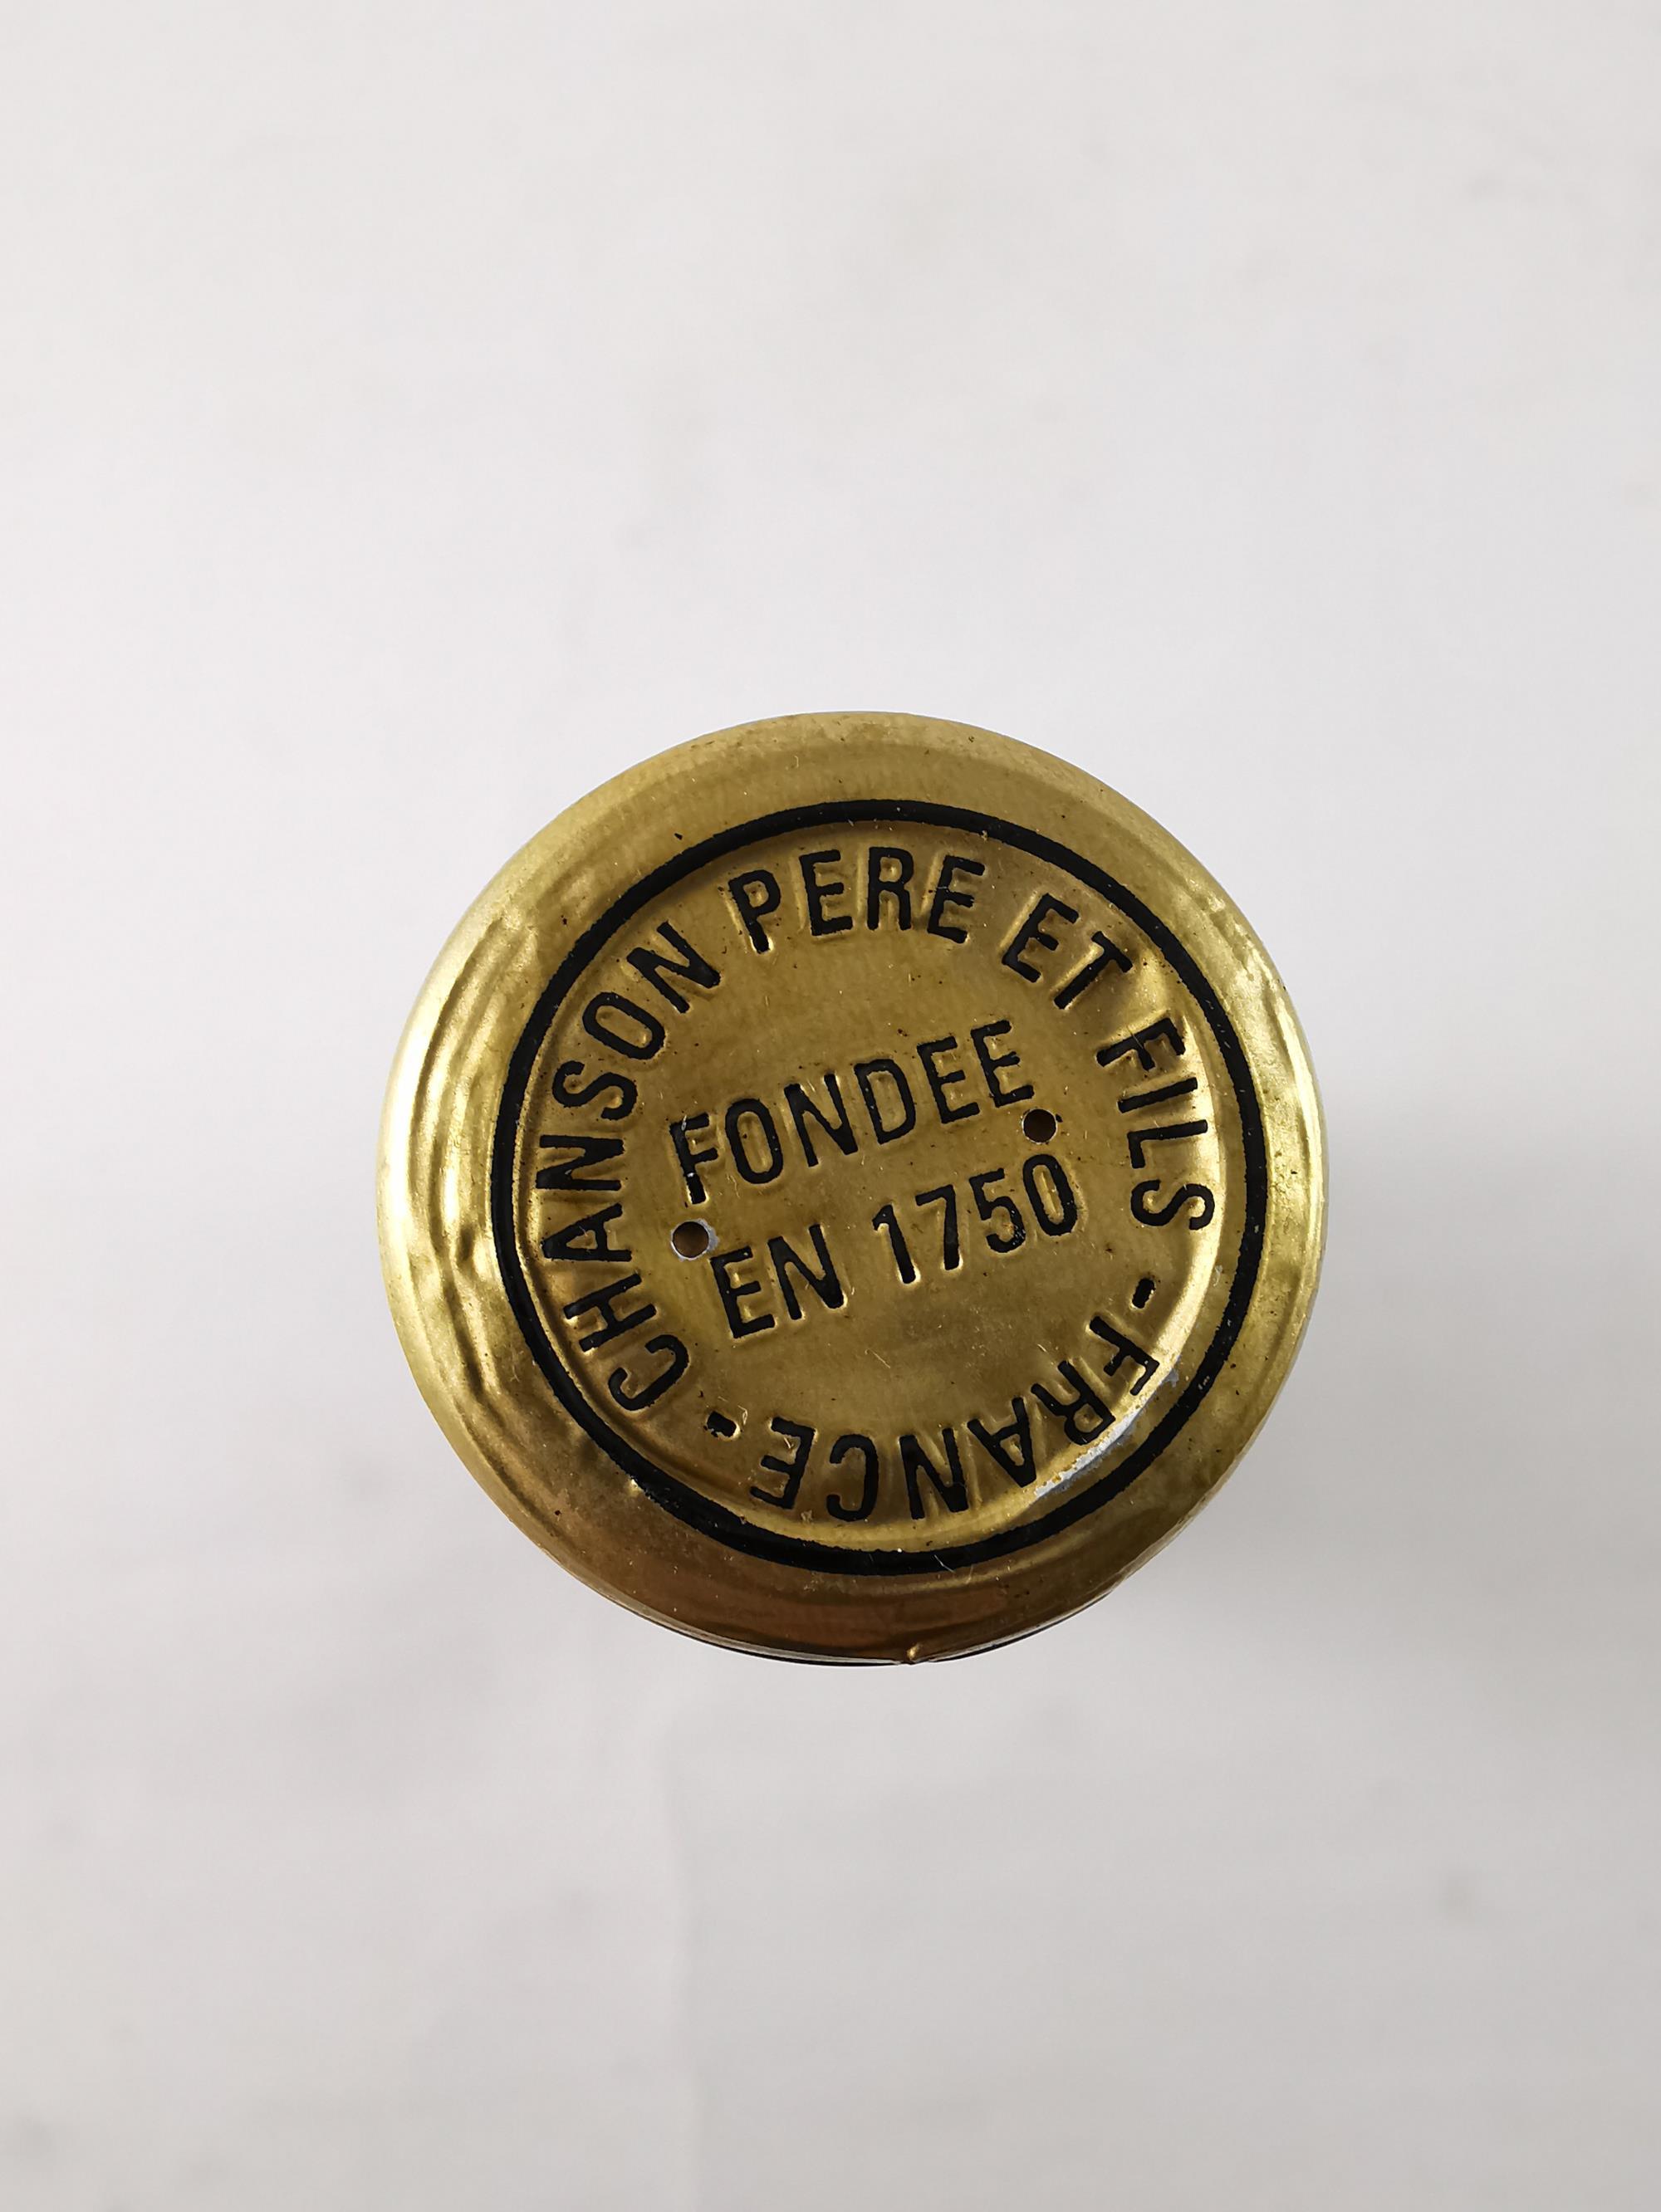 CHANSON PERE ET FILS - FRANCE -
FONDEE
EN 1750